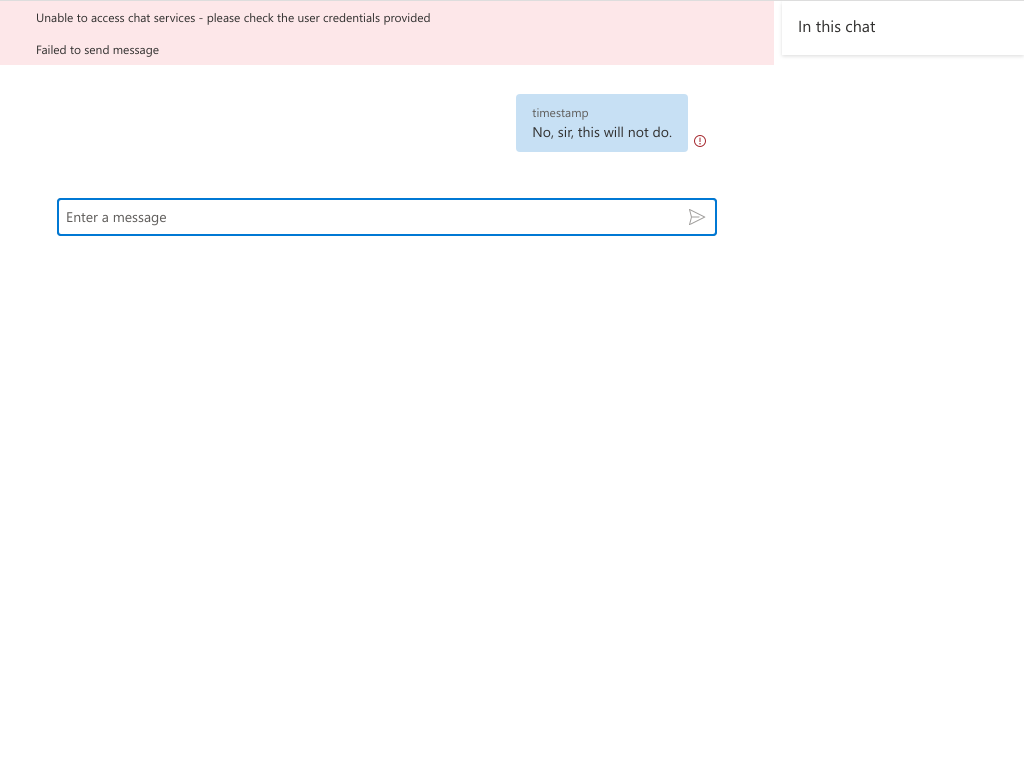 Unable to access chat services - please check the user credentials provided
Failed to send message
In this chat
timestamp
No, sir, this will not do.
Enter a message